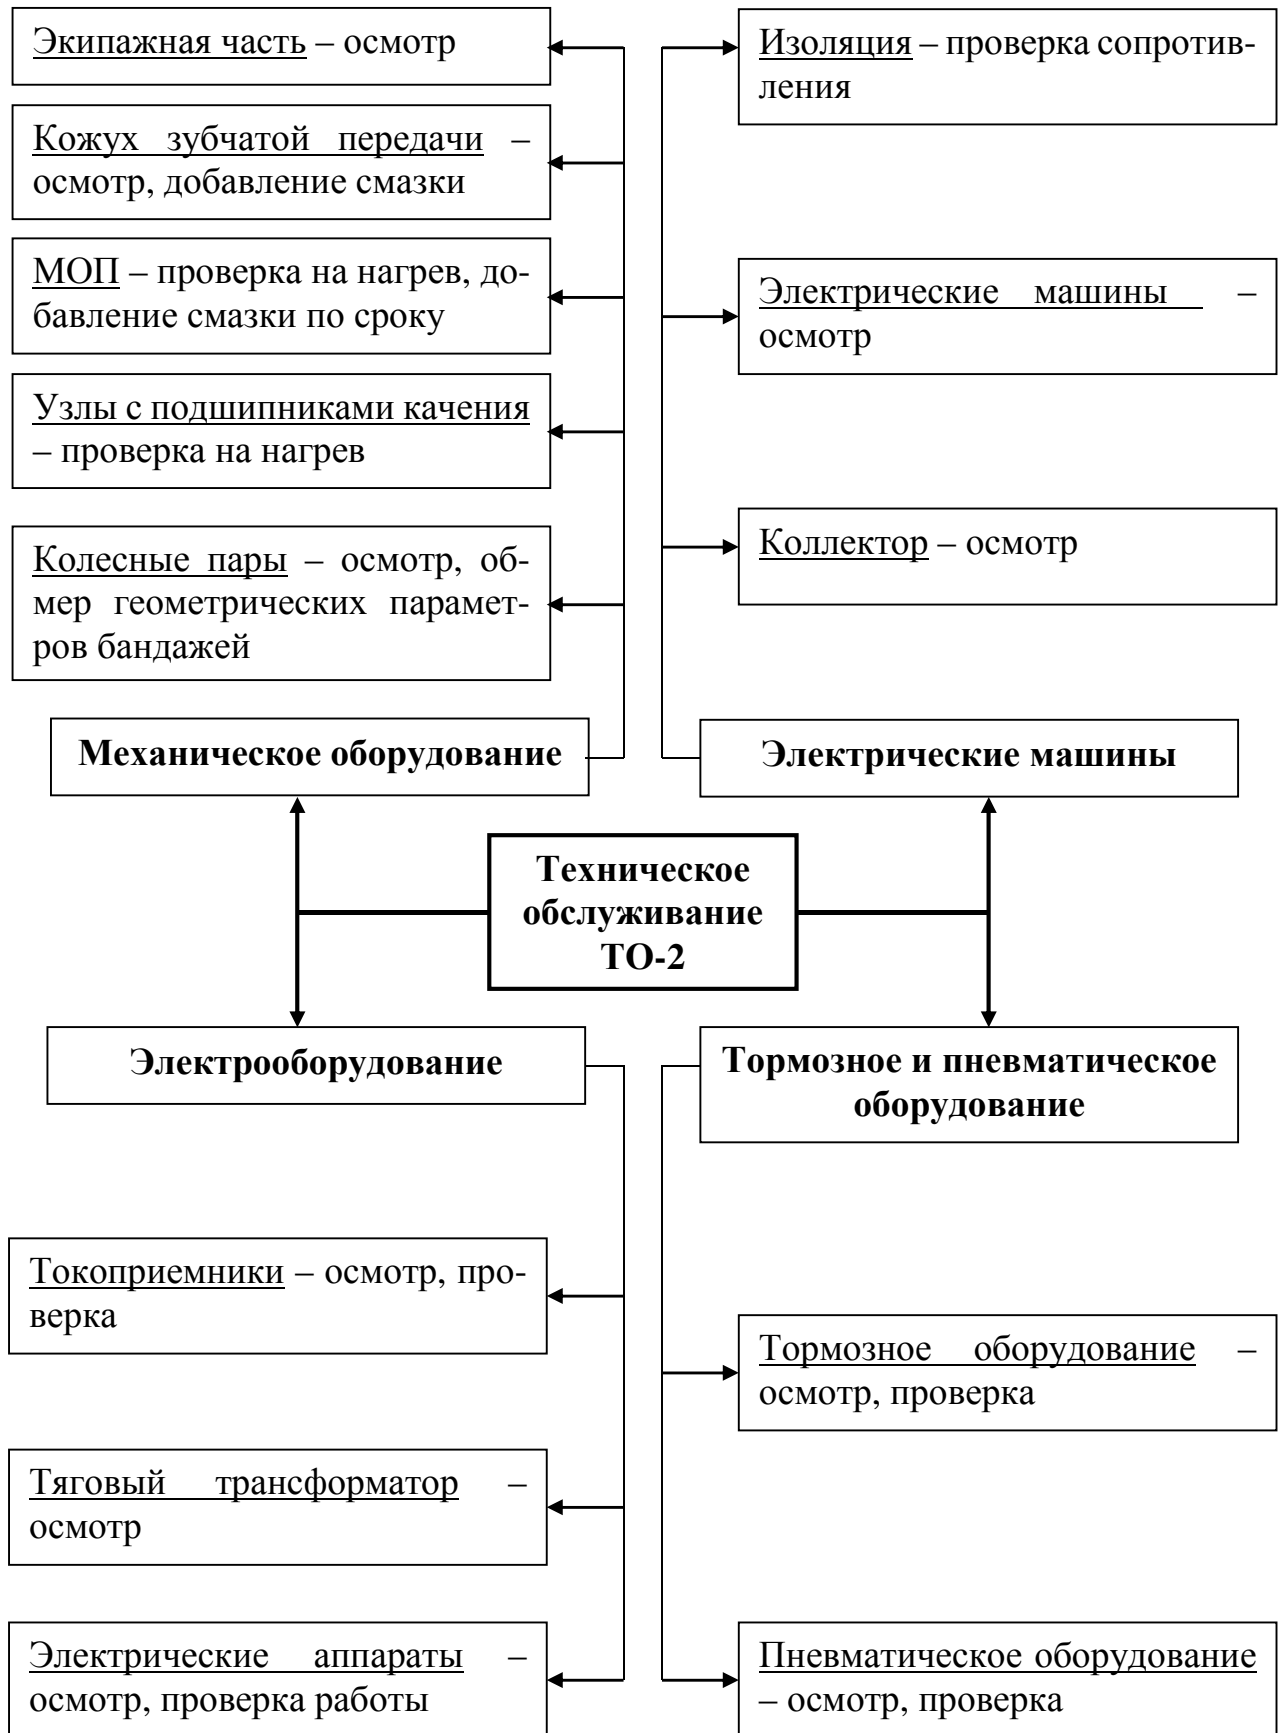 Экипажная часть – осмотр
Кожух зубчатой передачи –
осмотр, добавление смазки
МОП – проверка на нагрев, до-
бавление смазки по сроку
Узлы с подшипниками качения
– проверка на нагрев
Колесные пары – осмотр, об-
мер геометрических парамет-
ров бандажей
Изоляция – проверка сопротив-
ления
Электрические машины –
осмотр
Коллектор – осмотр
Механическое оборудование
Электрические машины
Техническое
обслуживание
ТО-2
Электрооборудование
Тормозное и пневматическое
оборудование
Токоприемники – осмотр, про-
верка
Тяговый трансформатор –
осмотр
Электрические аппараты –
осмотр, проверка работы
Тормозное оборудование –
осмотр, проверка
Пневматическое оборудование
– осмотр, проверка